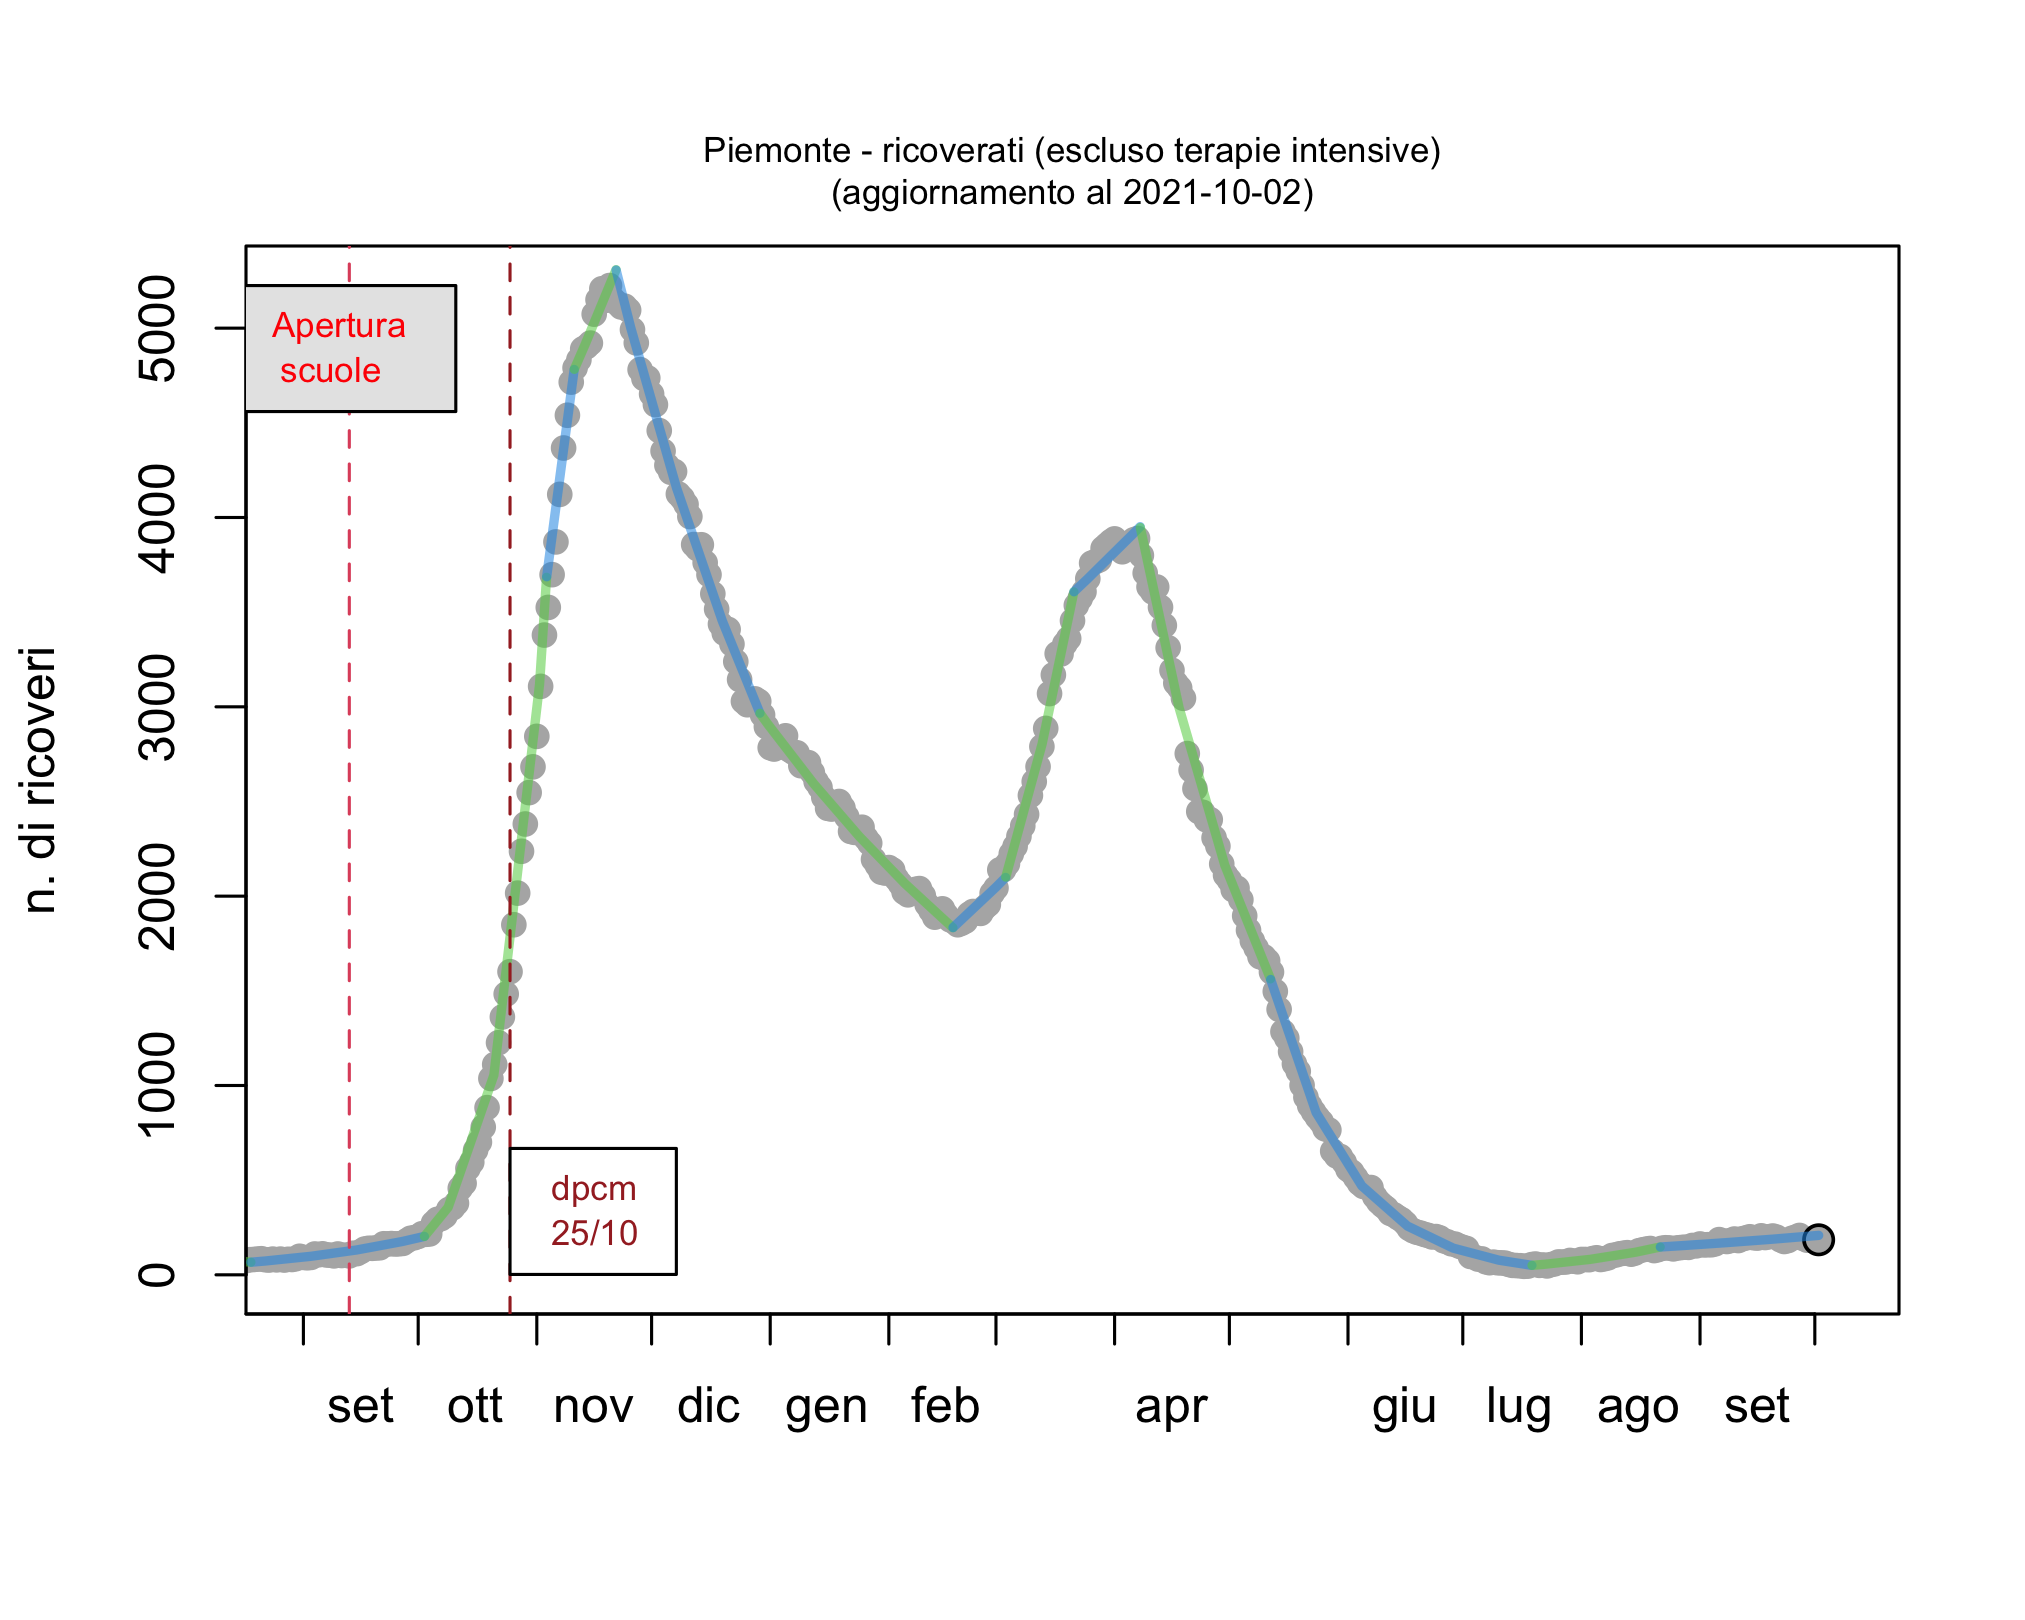 Piemonte - ricoverati (escluso terapie intensive)
(aggiornamento al 2021-10-02)
n. di ricoveri
5000
4000
3000
2000
1000
0
Apertura
scuole
dpcm
25/10
set ott nov dic gen feb apr giu lug ago set